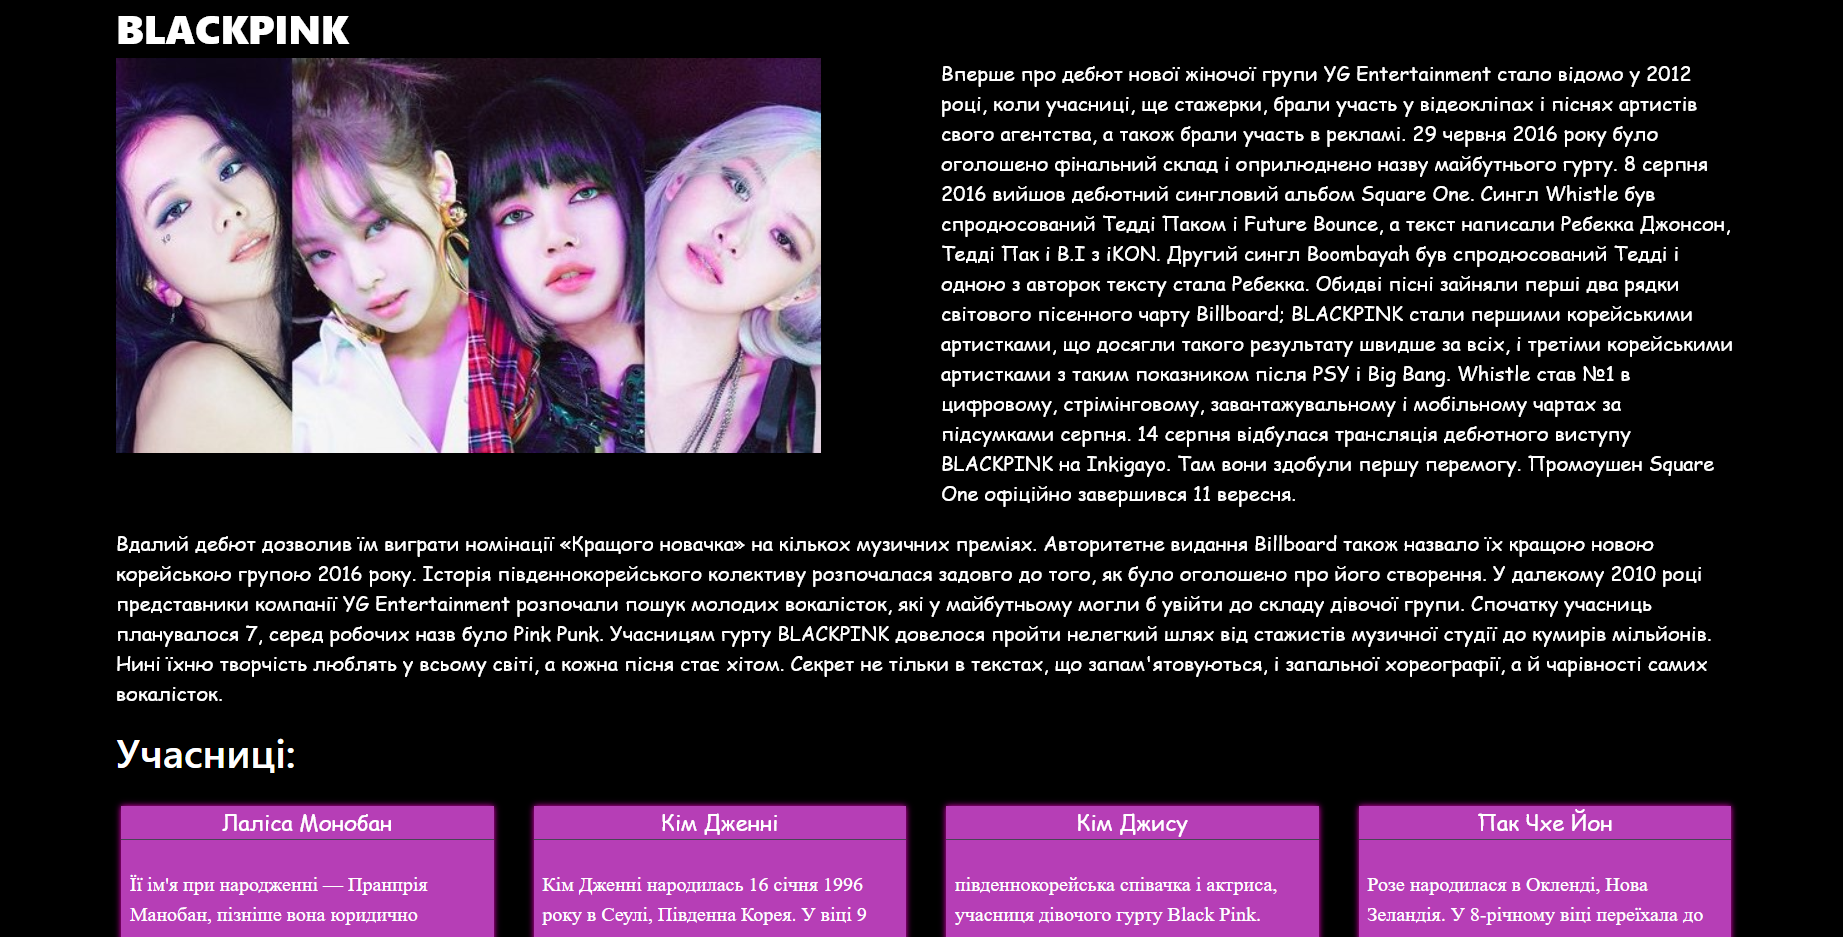 BLACKPINK
Вперше про дебют нової жіночої групи YG Entertainment стало відомо у 2012
році, коли учасниці, ще стажерки, брали участь у відеокліпах і піснях артистів
свого агентства, а також брали участь в рекламі. 29 червня 2016 року було
оголошено фінальний склад і оприлюднено назву майбутнього гурту. 8 серпня
2016 вийшов дебютний сингловий альбом Square One. Сингл Whistle був
спродюсований Тедді Паком і Future Bounce, а текст написали Ребекка Джонсон,
Тедді Пак і B.I з iKON. Другий сингл Boombayah був спродюсований Тедді і
одною з авторок тексту стала Ребекка. Обидві пісні зайняли перші два рядки
світового пісенного чарту Billboard; BLACKPINK стали першими корейськими
артистками, що досягли такого результату швидше за всіх, і третіми корейськими
артистками з таким показником після PSY і Big Bang. Whistle став №1 в
цифровому, стрімінговому, завантажувальному і мобільному чартах за
підсумками серпня. 14 серпня відбулася трансляція дебютного виступу
BLACKPINK на Inkigayo. Там вони здобули першу перемогу. Промоушен Square
One офіційно завершився 11 вересня.
Вдалий дебют дозволив їм виграти номінації «Кращого новачка» на кількох музичних преміях. Авторитетне видання Billboard також назвало їх кращою новою
корейською групою 2016 року. Історія південнокорейського колективу розпочалася задовго до того, як було оголошено про його створення. У далекому 2010 році
представники компанії YG Entertainment розпочали пошук молодих вокалісток, які у майбутньому могли б увійти до складу дівочої групи. Спочатку учасниць
планувалося 7, серед робочих назв було Pink Punk. Учасницям гурту BLACKPINK довелося пройти нелегкий шлях від стажистів музичної студії до кумирів мільйонів.
Нині їхню творчість люблять у всьому світі, а кожна пісня стає хітом. Секрет не тільки в текстах, що запам'ятовуються, і запальної хореографії, а й чарівності самих
вокалісток.
Учасниці:
Лаліса Монобан
Її ім'я при народженні — Пранпрія
Манобан, пізніше вона юридично
Кім Дженні
Кім Дженні народилась 16 січня 1996
року в Сеулі, Південна Корея. У віці 9
Кім Джису
південнокорейська співачка і актриса,
учасниця дівочого гурту Black Pink.
Пак Чхе Йон
Розе народилася в Окленді, Нова
Зеландія. У 8-річному віці переїхала до